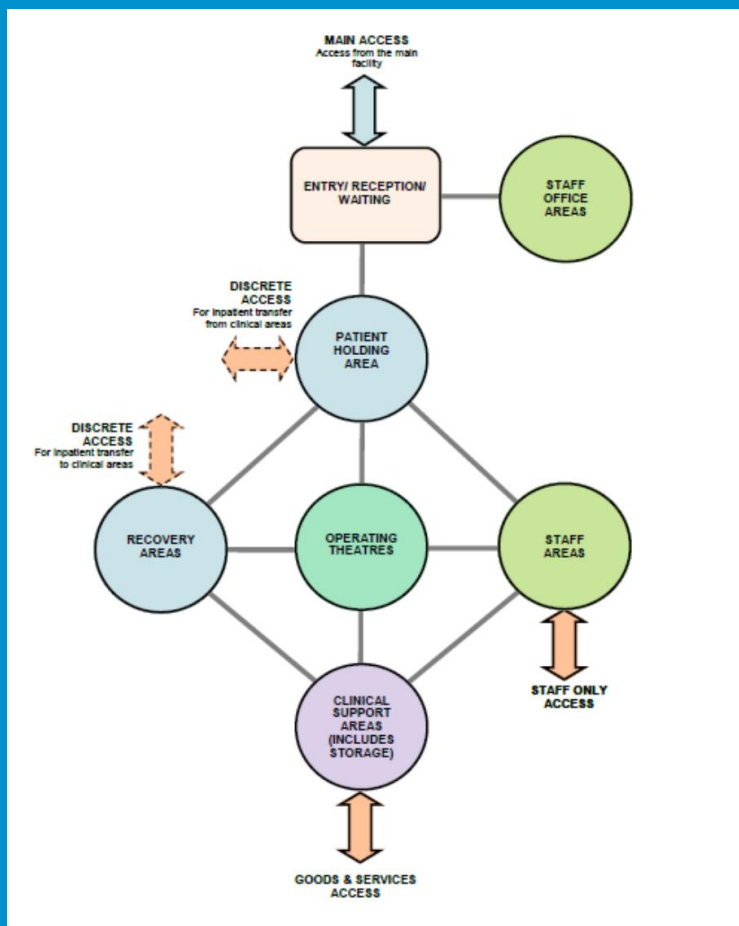 MAIN ACCESS
Access from the main
facility
ENTRY/ RECEPTION/
WAITING
STAFF
OFFICE
AREAS
DISCRETE
ACCESS
For Inpatient transfer
from clinical areas
PATIENT
HOLDING
AREA
DISCRETE
ACCESS
For Inpatient transfer
to clinical areas
RECOVERY
AREAS
OPERATING
THEATRES
STAFF
AREAS
CLINICAL
SUPPORT
AREAS
(INCLUDES
STORAGE)
STAFF ONLY
ACCESS
GOODS & SERVICES
ACCESS